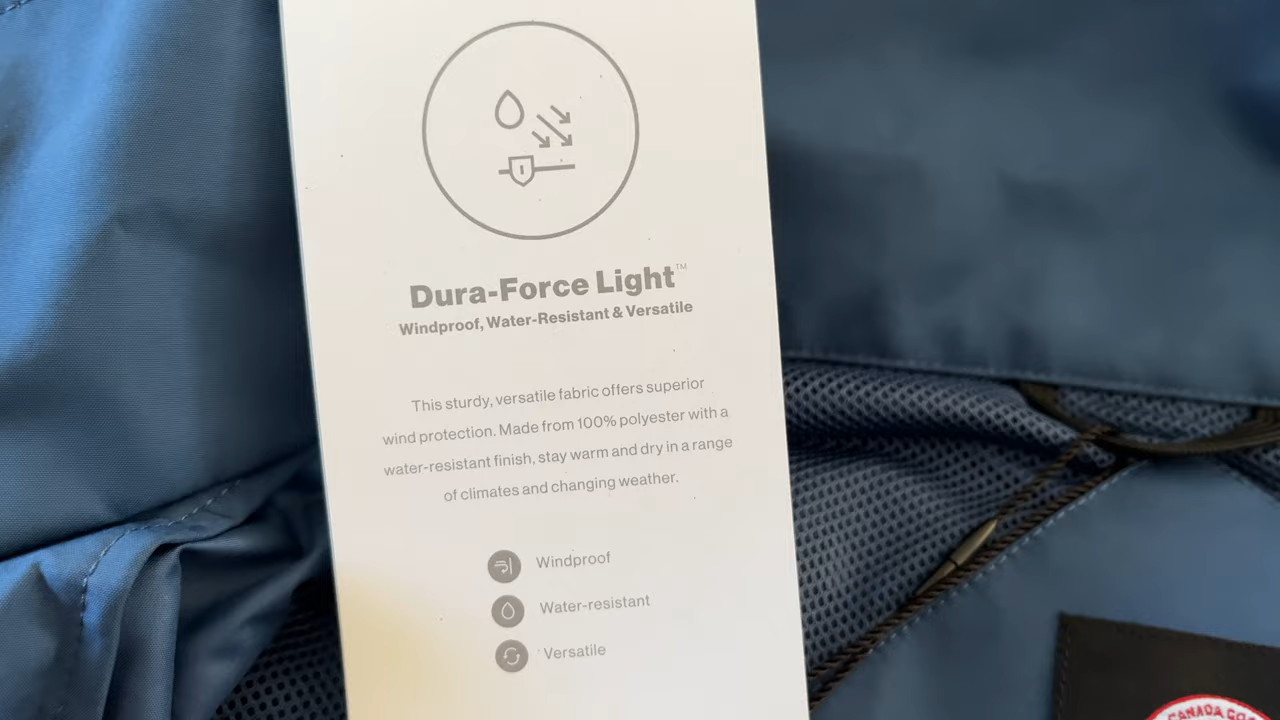 Dura-Force Light™
Windproof, Water-Resistant & Versatile
This sturdy, versatile fabric offers superior
wind protection. Made from 100% polyester with a
water-resistant finish, stay warm and dry in a range
of climates and changing weather.
Windproof
Water-resistant
Versatile
CANADA GOO